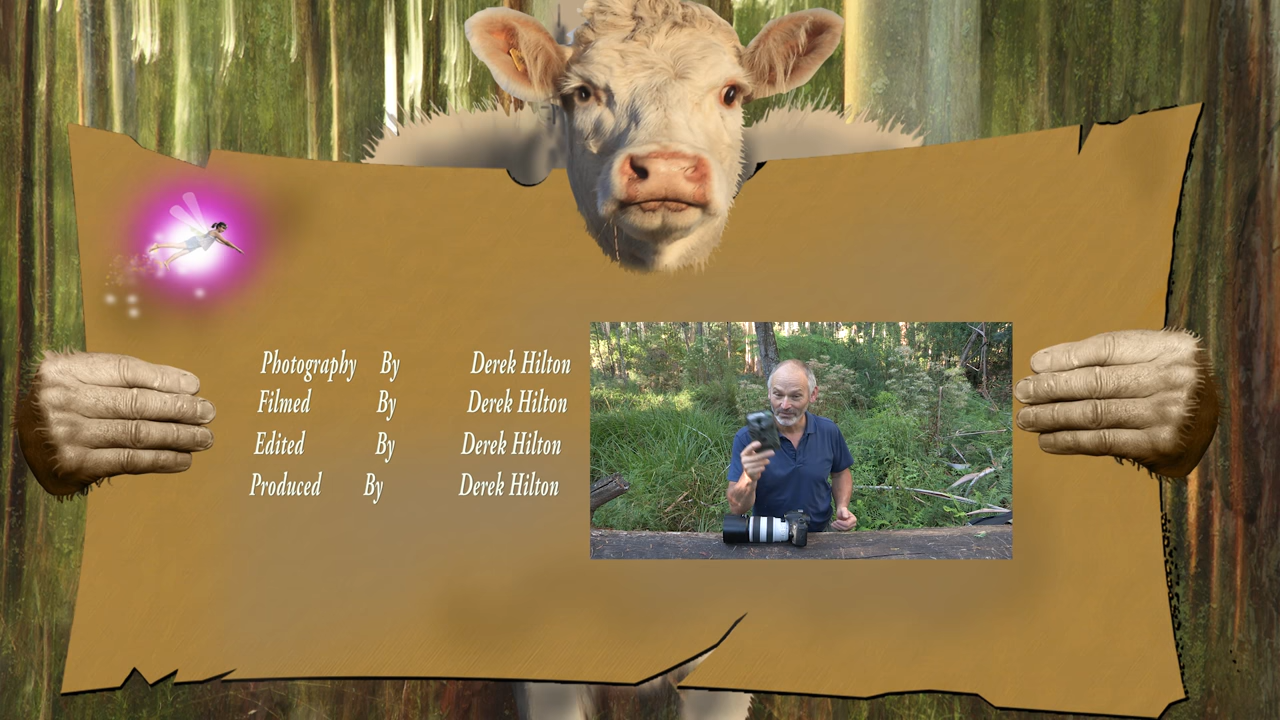 Photography By Derek Hilton
Filmed By Derek Hilton
Edited By Derek Hilton
Produced By Derek Hilton